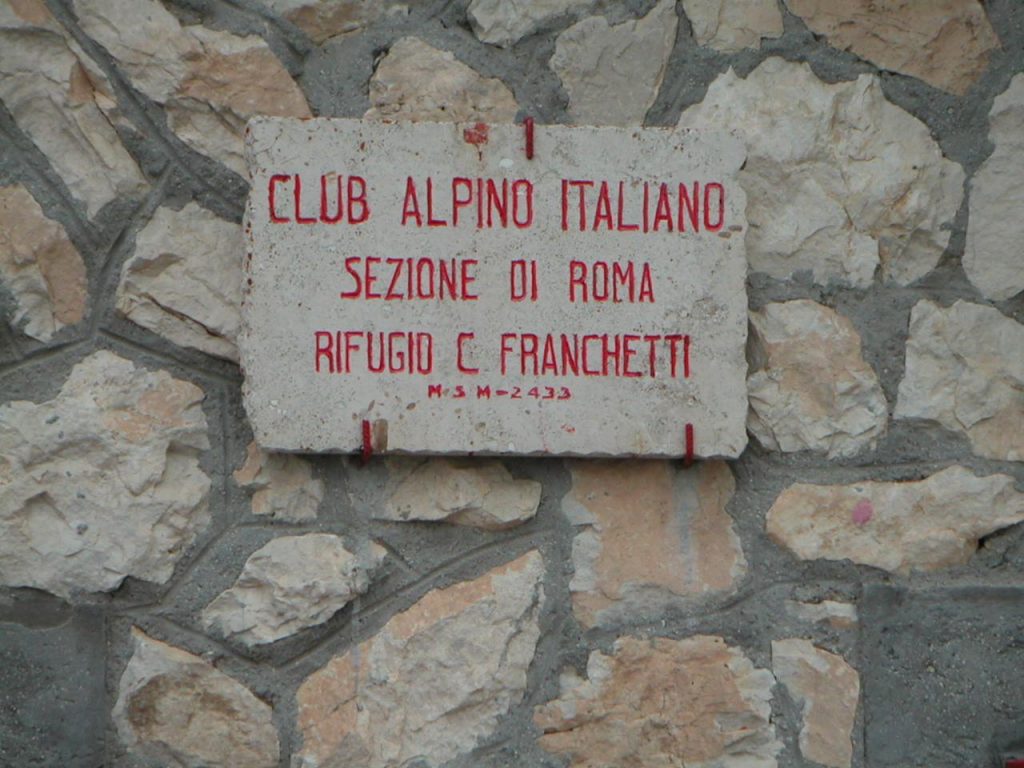 CLUB ALPINO ITALIANO
SEZIONE DI ROMA
RIFUGIO C FRANCHETTI
M·S M-2433